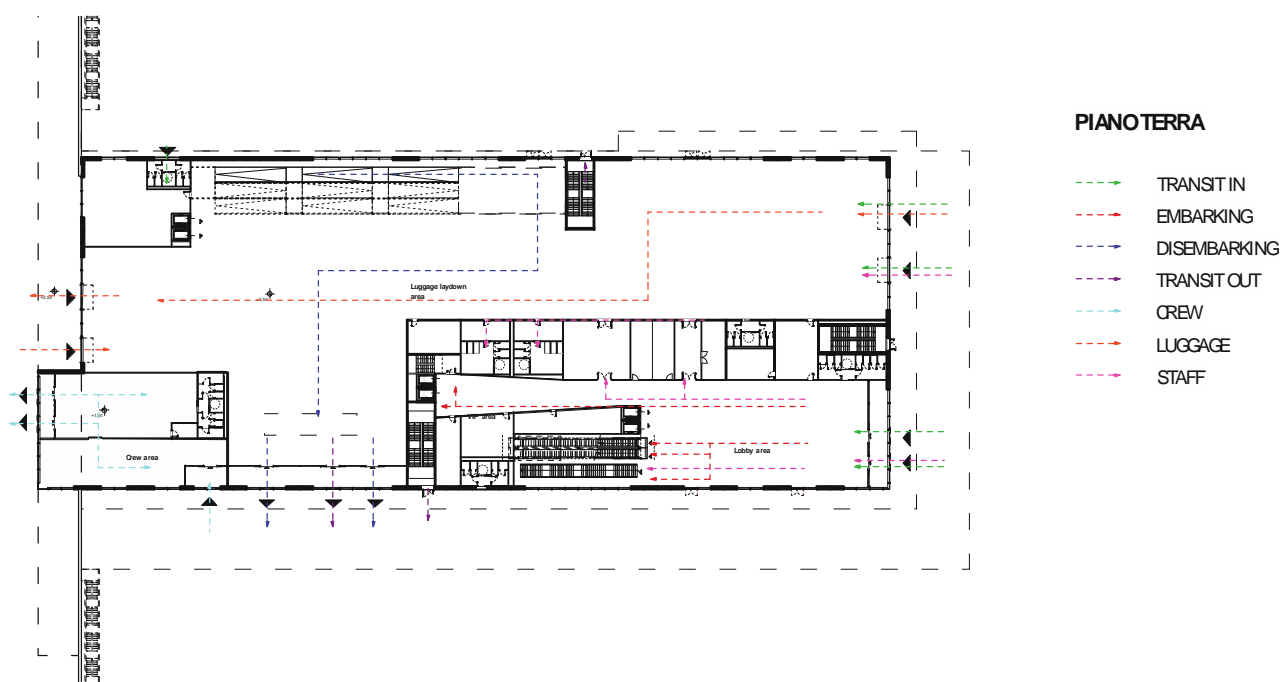 PIANOTERRA
TRANSIT IN
EMBARKING
DISEMBARKING
TRANSIT OUT
CREW
LUGGAGE
STAFF
Luggage laydown
area
Lobby area
Crew area